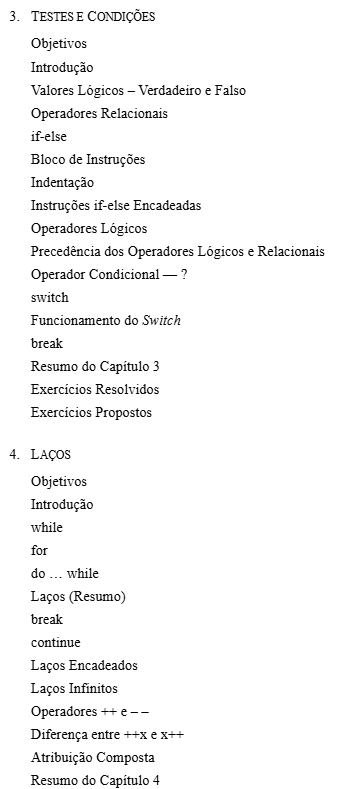 3. TESTES E CONDIÇÕES
Objetivos
Introdução
Valores Lógicos – Verdadeiro e Falso
Operadores Relacionais
if-else
Bloco de Instruções
Indentação
Instruções if-else Encadeadas
Operadores Lógicos
Precedência dos Operadores Lógicos e Relacionais
Operador Condicional — ?
switch
Funcionamento do Switch
break
Resumo do Capítulo 3
Exercícios Resolvidos
Exercícios Propostos
4. LAÇOS
Objetivos
Introdução
while
for
do … while
Laços (Resumo)
break
continue
Laços Encadeados
Laços Infinitos
Operadores ++ e – –
Diferença entre ++x e x++
Atribuição Composta
Resumo do Capítulo 4